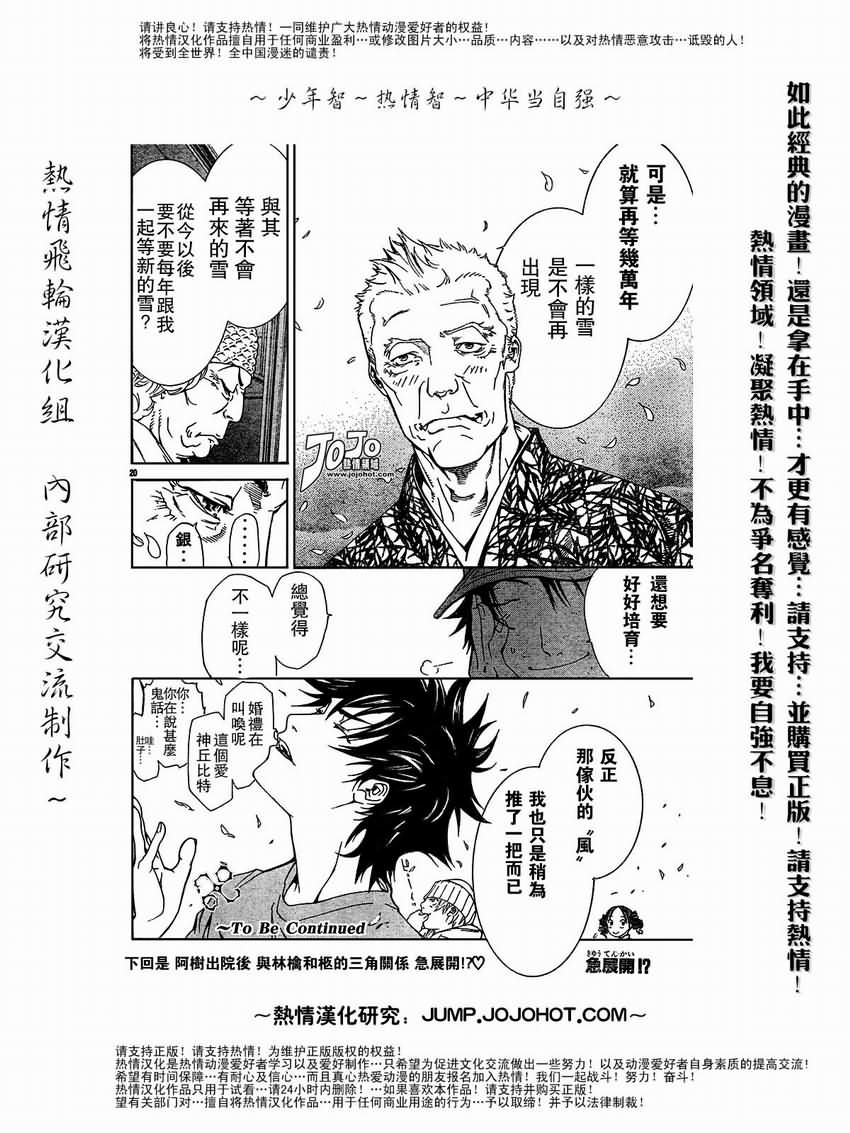 请讲良心！请支持热情！一同维护广大热情动漫爱好者的权益！
将热情汉化作品擅自用于任何商业盈利…或修改图片大小…品质…内容……以及对热情恶意攻击…诋毁的人！
将受到全世界！全中国漫迷的谴责！
～少年智～热情智～中华当自强～
如此經典的漫畫！還是拿在手中…才更有感覺…請支持…並購買正版！請支持熱情！
熱情領域！凝聚熱情！不為爭名奪利！我要自強不息！
熱情飛輪漢化組 內部研究交流制作～
可是…
就算再等幾萬年
一樣的雪
是不會再
出現
與其
等著不會
再來的雪
從今以後
要不要每年跟我
一起等新的雪？
JOJO
熱情領域
www.jojohot.com
20
……
銀…
還想要
好好培育…
總覺得
不一樣呢…
反正
那傢伙的〝風〞
我也只是稍為
推了一把而已
婚禮在
叫喚呢
這個愛
神丘比特
你…
你在說甚麼
鬼話…
哇…
肚子…
～To Be Continued
きゅうてんかい
急展開!?
下回是 阿樹出院後 與林檎和柩的三角關係 急展開!?♡
～熱情漢化研究：JUMP.JOJOHOT.COM～
请支持正版！请支持热情！为维护正版版权的权益！
热情汉化是热情动漫爱好者学习以及爱好制作…只希望为促进文化交流做出一些努力！以及动漫爱好者自身素质的提高交流！
希望有时间保障…有耐心及信心…而且真心热爱动漫的朋友报名加入热情！我们一起战斗！努力！奋斗！
热情汉化作品只用于试看…请24小时内删除！…如果喜欢本作品！请支持并购买正版！
望有关部门对…擅自将热情汉化作品…用于任何商业用途的行为…予以取缔！并予以法律制裁！